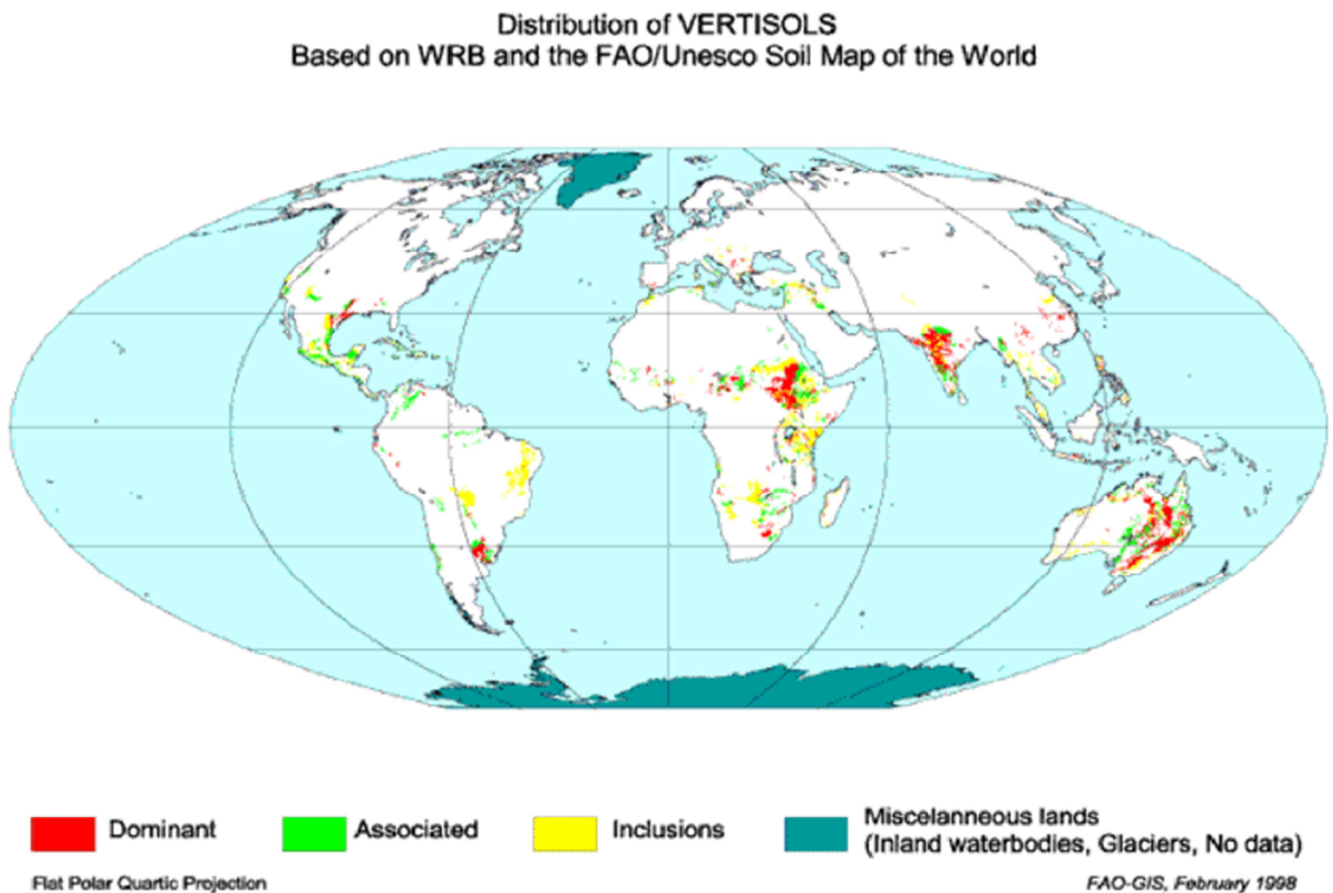 Distribution of VERTISOLS
Based on WRB and the FAO/Unesco Soil Map of the World
Dominant
Associated
Inclusions
Miscelanneous lands
(Inland waterbodies, Glaciers, No data)
Flat Polar Quartic Projection
FAO-GIS, February 1998